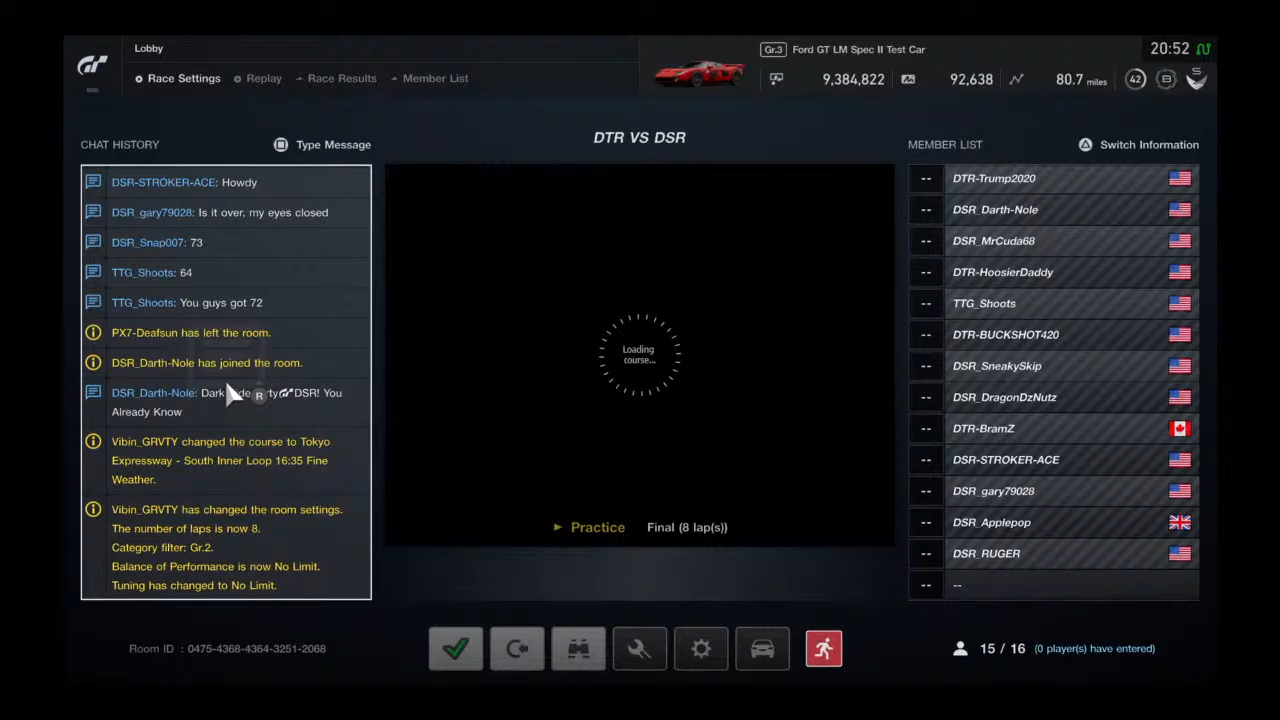 Lobby
Race Settings
Replay
Race Results
Member List
Gr.3
Ford GT LM Spec II Test Car
20:52
9,384,822
92,638
80.7 miles
42
B
S
CHAT HISTORY
Type Message
DTR VS DSR
MEMBER LIST
Switch Information
DSR-STROKER-ACE: Howdy
DSR_gary79028: Is it over, my eyes closed
DSR_Snap007: 73
TTG_Shoots: 64
TTG_Shoots: You guys got 72
PX7-Deafsun has left the room.
DSR_Darth-Nole has joined the room.
DSR_Darth-Nole: DSR! You
Already Know
R
Vibin_GRVTY changed the course to Tokyo
Expressway - South Inner Loop 16:35 Fine
Weather.
Vibin_GRVTY has changed the room settings.
The number of laps is now 8.
Category filter: Gr.2.
Balance of Performance is now No Limit.
Tuning has changed to No Limit.
Loading
course...
Practice
Final (8 lap(s))
-- DTR-Trump2020
-- DSR_Darth-Nole
-- DSR_MrCuda68
-- DTR-HoosierDaddy
-- TTG_Shoots
-- DTR-BUCKSHOT420
-- DSR_SneakySkip
-- DSR_DragonDzNutz
-- DTR-BramZ
-- DSR-STROKER-ACE
-- DSR_gary79028
-- DSR_Applepop
-- DSR_RUGER
-- --
Room ID : 0475-4368-4364-3251-2068
15 / 16 (0 player(s) have entered)